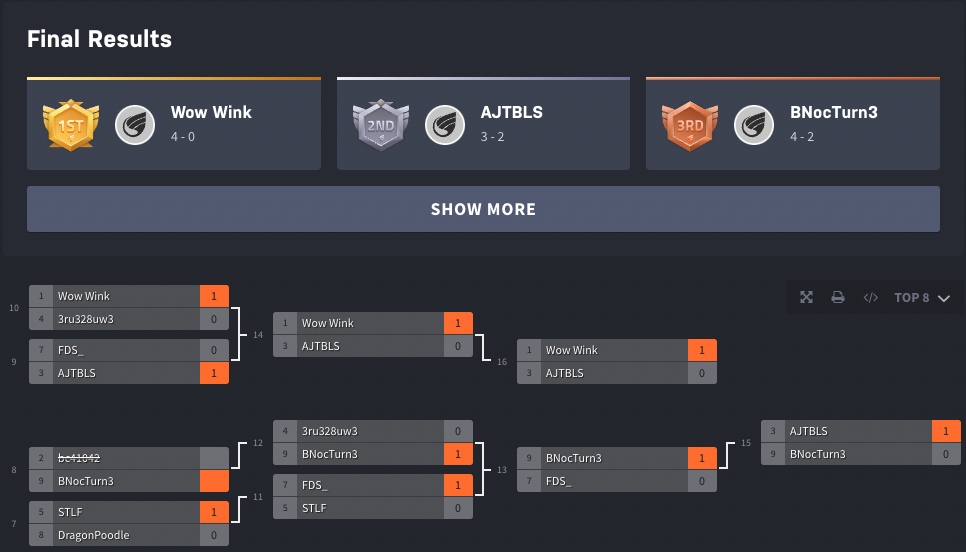 Final Results
1ST
Wow Wink
4 - 0
2ND
AJTBLS
3 - 2
3RD
BNocTurn3
4 - 2
SHOW MORE
TOP 8
10
1 Wow Wink 1
4 3ru328uw3 0
9
7 FDS_ 0
3 AJTBLS 1
14
1 Wow Wink 1
3 AJTBLS 0
16
1 Wow Wink 1
3 AJTBLS 0
8
2 bc41842
9 BNocTurn3
7
5 STLF 1
8 DragonPoodle 0
12
4 3ru328uw3 0
9 BNocTurn3 1
11
7 FDS_ 1
5 STLF 0
13
9 BNocTurn3 1
7 FDS_ 0
15
3 AJTBLS 1
9 BNocTurn3 0